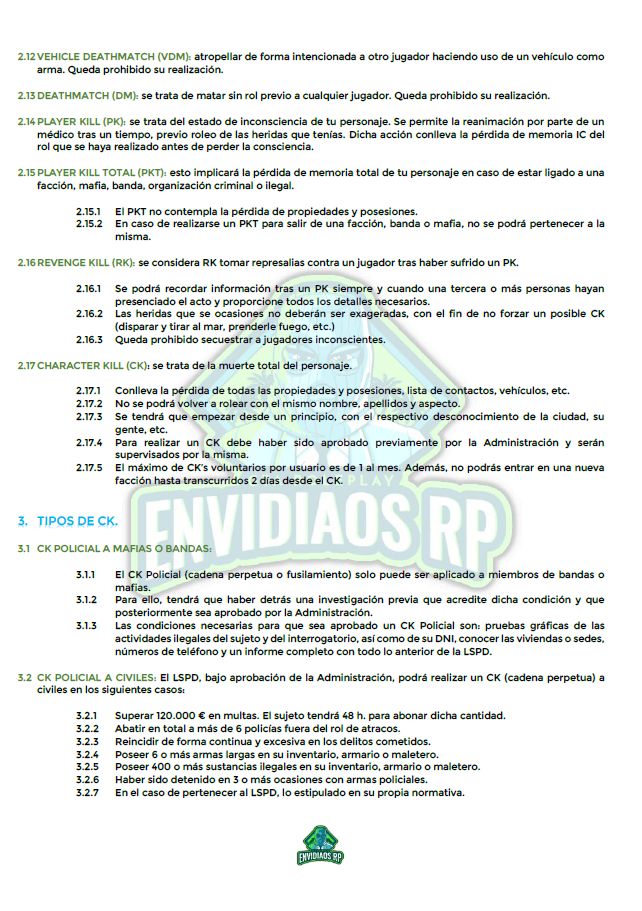 2.12 VEHICLE DEATHMATCH (VDM): atropellar de forma intencionada a otro jugador haciendo uso de un vehículo como
arma. Queda prohibido su realización.
2.13 DEATHMATCH (DM): se trata de matar sin rol previo a cualquier jugador. Queda prohibido su realización.
2.14 PLAYER KILL (PK): se trata del estado de inconsciencia de tu personaje. Se permite la reanimación por parte de un
médico tras un tiempo, previo roleo de las heridas que tenías. Dicha acción conlleva la pérdida de memoria IC del
rol que se haya realizado antes de perder la consciencia.
2.15 PLAYER KILL TOTAL (PKT): esto implicará la pérdida de memoria total de tu personaje en caso de estar ligado a una
facción, mafia, banda, organización criminal o ilegal.
2.15.1 El PKT no contempla la pérdida de propiedades y posesiones.
2.15.2 En caso de realizarse un PKT para salir de una facción, banda o mafia, no se podrá pertenecer a la
misma.
2.16 REVENGE KILL (RK): se considera RK tomar represalias contra un jugador tras haber sufrido un PK.
2.16.1 Se podrá recordar información tras un PK siempre y cuando una tercera o más personas hayan
presenciado el acto y proporcione todos los detalles necesarios.
2.16.2 Las heridas que se ocasiones no deberán ser exageradas, con el fin de no forzar un posible CK
(disparar y tirar al mar, prenderle fuego, etc.)
2.16.3 Queda prohibido secuestrar a jugadores inconscientes.
2.17 CHARACTER KILL (CK): se trata de la muerte total del personaje.
2.17.1 Conlleva la pérdida de todas las propiedades y posesiones, lista de contactos, vehículos, etc.
2.17.2 No se podrá volver a rolear con el mismo nombre, apellidos y aspecto.
2.17.3 Se tendrá que empezar desde un principio, con el respectivo desconocimiento de la ciudad, su
gente, etc.
2.17.4 Para realizar un CK debe haber sido aprobado previamente por la Administración y serán
supervisados por la misma.
2.17.5 El máximo de CK's voluntarios por usuario es de 1 al mes. Además, no podrás entrar en una nueva
facción hasta transcurridos 2 días desde el CK.
PLAY
ENVIDIAOS RP
3. TIPOS DE CK.
3.1 CK POLICIAL A MAFIAS O BANDAS:
3.1.1 El CK Policial (cadena perpetua o fusilamiento) solo puede ser aplicado a miembros de bandas o
mafias.
3.1.2 Para ello, tendrá que haber detrás una investigación previa que acredite dicha condición y que
posteriormente sea aprobado por la Administración.
3.1.3 Las condiciones necesarias para que sea aprobado un CK Policial son: pruebas gráficas de las
actividades ilegales del sujeto y del interrogatorio, así como de su DNI, conocer las viviendas o sedes,
números de teléfono y un informe completo con todo lo anterior de la LSPD.
3.2 CK POLICIAL A CIVILES: El LSPD, bajo aprobación de la Administración, podrá realizar un CK (cadena perpetua) a
civiles en los siguientes casos:
3.2.1 Superar 120.000 € en multas. El sujeto tendrá 48 h. para abonar dicha cantidad.
3.2.2 Abatir en total a más de 6 policías fuera del rol de atracos.
3.2.3 Reincidir de forma continua y excesiva en los delitos cometidos.
3.2.4 Poseer 6 o más armas largas en su inventario, armario o maletero.
3.2.5 Poseer 400 o más sustancias ilegales en su inventario, armario o maletero.
3.2.6 Haber sido detenido en 3 o más ocasiones con armas policiales.
3.2.7 En el caso de pertenecer al LSPD, lo estipulado en su propia normativa.
ENVIDIAOS RP